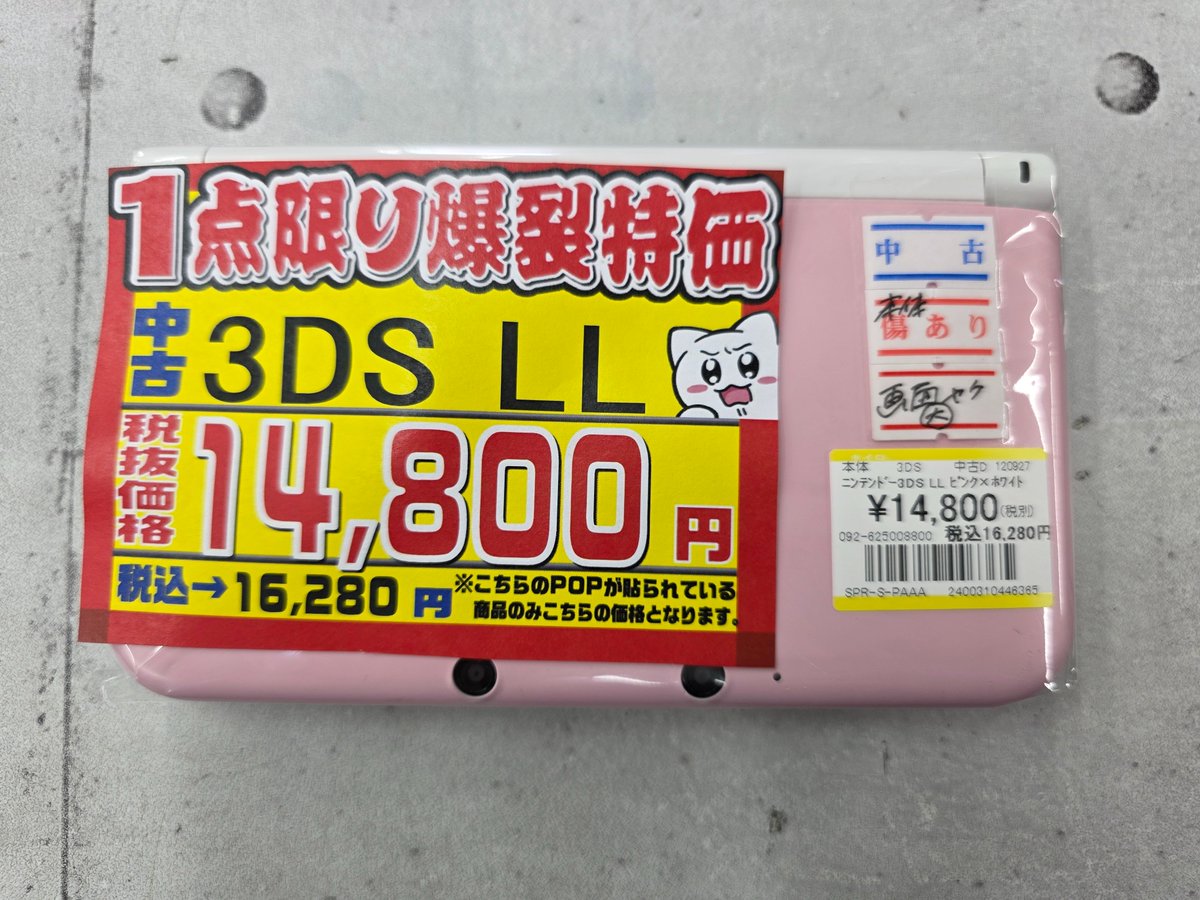 1点限り爆裂特価
中古 3DS LL
税抜価格 14,800円
税込→16,280円
※こちらのPOPが貼られている
商品のみこちらの価格となります。
中古
本体
傷あり
画面ヤケ
大
本体 3DS 中古D 120927
ニンテンドー3DS LL ピンク×ホワイト
¥14,800(税別)
092-625008800 税込16,280円
SPR-S-PAAA 2400310446365